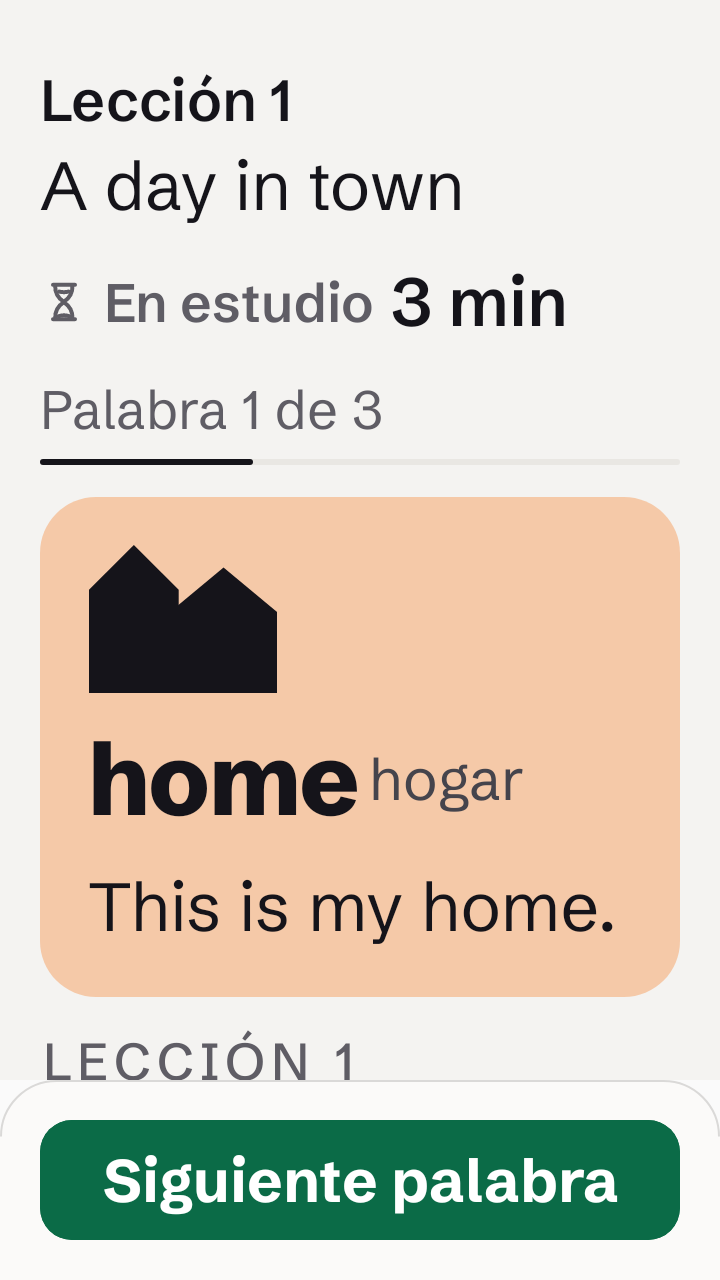 Lección 1
A day in town
En estudio 3 min
Palabra 1 de 3
home hogar
This is my home.
LECCIÓN 1
Siguiente palabra